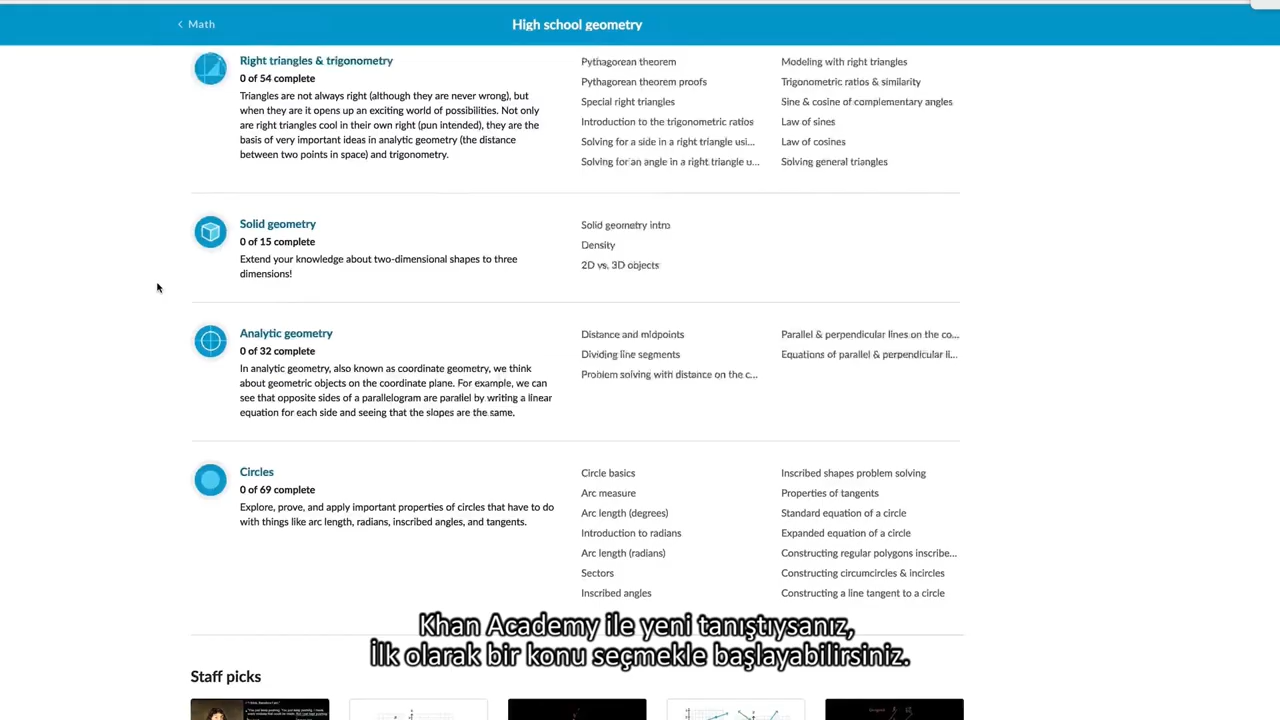 Math
High school geometry
Right triangles & trigonometry
0 of 54 complete
Triangles are not always right (although they are never wrong), but
when they are it opens up an exciting world of possibilities. Not only
are right triangles cool in their own right (pun intended), they are the
basis of very important ideas in analytic geometry (the distance
between two points in space) and trigonometry.
Pythagorean theorem
Pythagorean theorem proofs
Special right triangles
Introduction to the trigonometric ratios
Solving for a side in a right triangle usi...
Solving for an angle in a right triangle u...
Modeling with right triangles
Trigonometric ratios & similarity
Sine & cosine of complementary angles
Law of sines
Law of cosines
Solving general triangles
Solid geometry
0 of 15 complete
Extend your knowledge about two-dimensional shapes to three
dimensions!
Solid geometry intro
Density
2D vs. 3D objects
Analytic geometry
0 of 32 complete
In analytic geometry, also known as coordinate geometry, we think
about geometric objects on the coordinate plane. For example, we can
see that opposite sides of a parallelogram are parallel by writing a linear
equation for each side and seeing that the slopes are the same.
Distance and midpoints
Dividing line segments
Problem solving with distance on the c...
Parallel & perpendicular lines on the co...
Equations of parallel & perpendicular li...
Circles
0 of 69 complete
Explore, prove, and apply important properties of circles that have to do
with things like arc length, radians, inscribed angles, and tangents.
Circle basics
Arc measure
Arc length (degrees)
Introduction to radians
Arc length (radians)
Sectors
Inscribed angles
Inscribed shapes problem solving
Properties of tangents
Standard equation of a circle
Expanded equation of a circle
Constructing regular polygons inscribe...
Constructing circumcircles & incircles
Constructing a line tangent to a circle
Khan Academy ile yeni tanıştıysanız,
İlk olarak bir konu seçmekle başlayabilirsiniz.
Staff picks